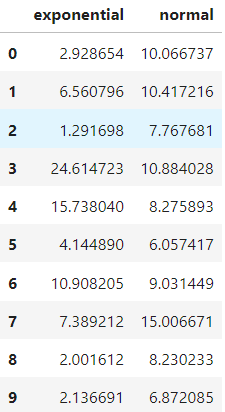 exponential normal
0 2.928654 10.066737
1 6.560796 10.417216
2 1.291698 7.767681
3 24.614723 10.884028
4 15.738040 8.275893
5 4.144890 6.057417
6 10.908205 9.031449
7 7.389212 15.006671
8 2.001612 8.230233
9 2.136691 6.872085